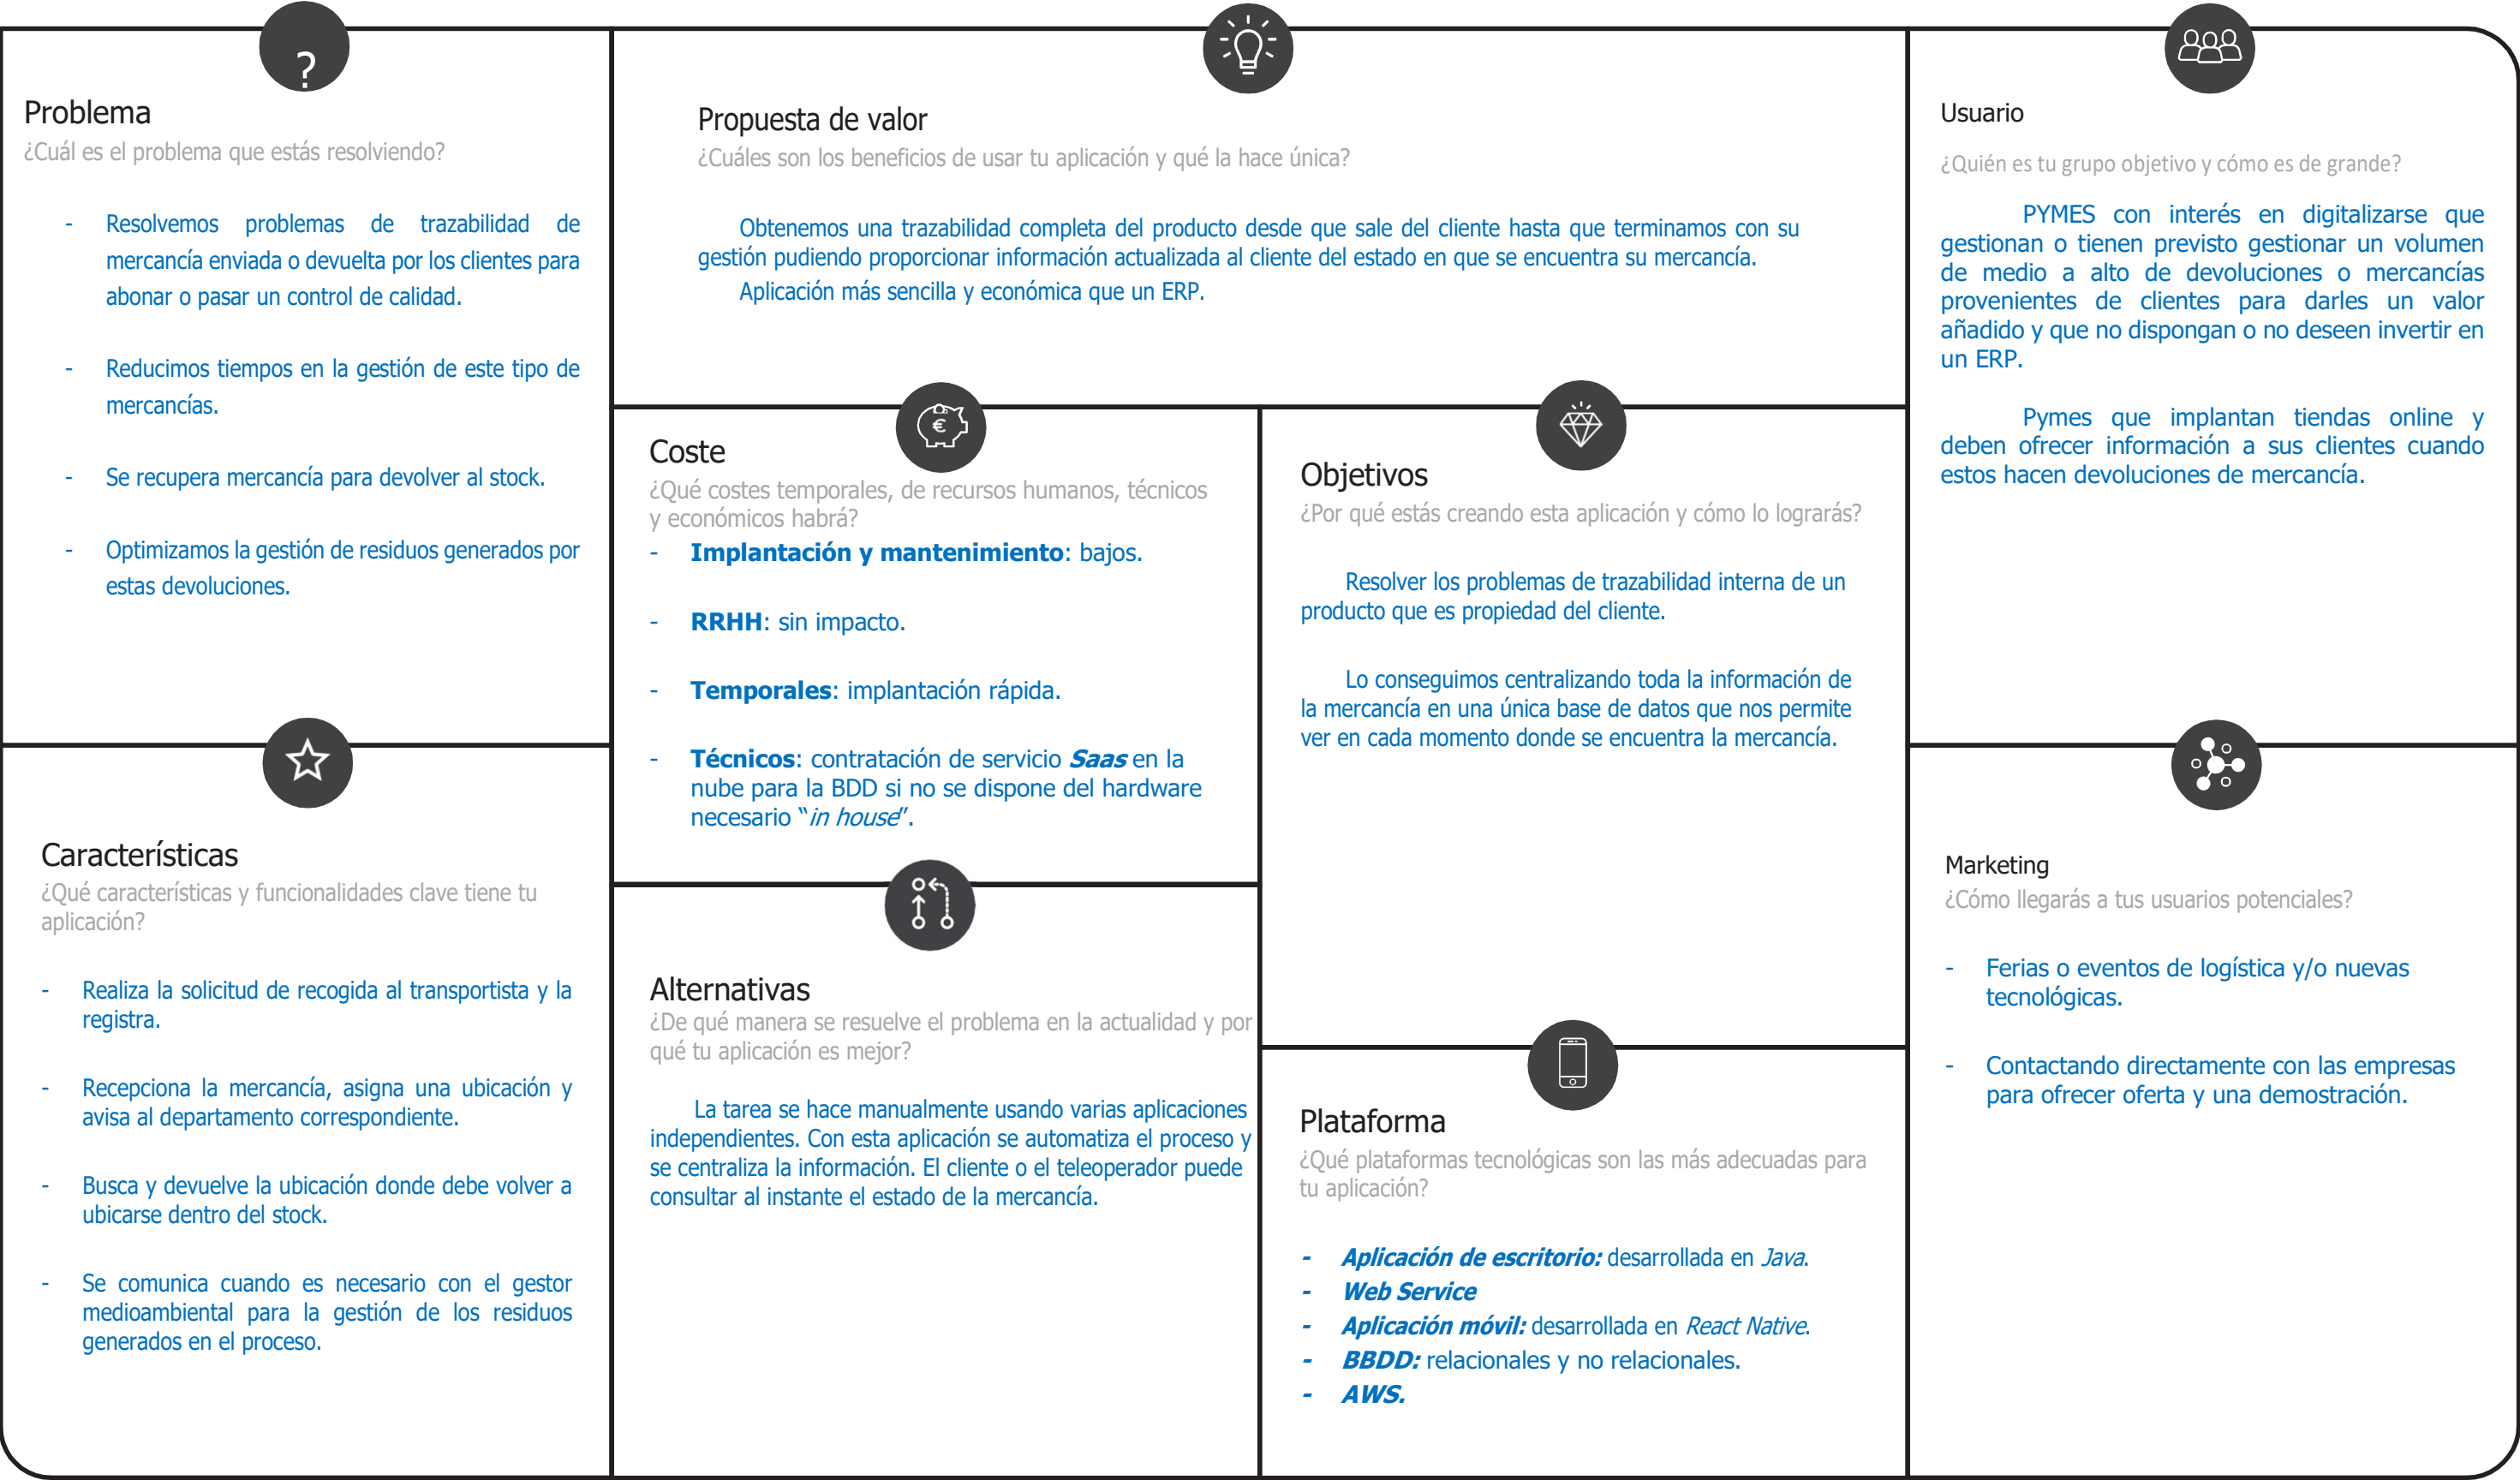 ?
Problema
¿Cuál es el problema que estás resolviendo?
- Resolvemos problemas de trazabilidad de
mercancía enviada o devuelta por los clientes para
abonar o pasar un control de calidad.
- Reducimos tiempos en la gestión de este tipo de
mercancías.
- Se recupera mercancía para devolver al stock.
- Optimizamos la gestión de residuos generados por
estas devoluciones.
Características
¿Qué características y funcionalidades clave tiene tu
aplicación?
- Realiza la solicitud de recogida al transportista y la
registra.
- Recepciona la mercancía, asigna una ubicación y
avisa al departamento correspondiente.
- Busca y devuelve la ubicación donde debe volver a
ubicarse dentro del stock.
- Se comunica cuando es necesario con el gestor
medioambiental para la gestión de los residuos
generados en el proceso.
Propuesta de valor
¿Cuáles son los beneficios de usar tu aplicación y qué la hace única?
Obtenemos una trazabilidad completa del producto desde que sale del cliente hasta que terminamos con su
gestión pudiendo proporcionar información actualizada al cliente del estado en que se encuentra su mercancía.
Aplicación más sencilla y económica que un ERP.
€
Coste
¿Qué costes temporales, de recursos humanos, técnicos
y económicos habrá?
- Implantación y mantenimiento: bajos.
- RRHH: sin impacto.
- Temporales: implantación rápida.
- Técnicos: contratación de servicio Saas en la
nube para la BDD si no se dispone del hardware
necesario “in house”.
Alternativas
¿De qué manera se resuelve el problema en la actualidad y por
qué tu aplicación es mejor?
La tarea se hace manualmente usando varias aplicaciones
independientes. Con esta aplicación se automatiza el proceso y
se centraliza la información. El cliente o el teleoperador puede
consultar al instante el estado de la mercancía.
Objetivos
¿Por qué estás creando esta aplicación y cómo lo lograrás?
Resolver los problemas de trazabilidad interna de un
producto que es propiedad del cliente.
Lo conseguimos centralizando toda la información de
la mercancía en una única base de datos que nos permite
ver en cada momento donde se encuentra la mercancía.
Plataforma
¿Qué plataformas tecnológicas son las más adecuadas para
tu aplicación?
- Aplicación de escritorio: desarrollada en Java.
- Web Service
- Aplicación móvil: desarrollada en React Native.
- BBDD: relacionales y no relacionales.
- AWS.
Usuario
¿Quién es tu grupo objetivo y cómo es de grande?
PYMES con interés en digitalizarse que
gestionan o tienen previsto gestionar un volumen
de medio a alto de devoluciones o mercancías
provenientes de clientes para darles un valor
añadido y que no dispongan o no deseen invertir en
un ERP.
Pymes que implantan tiendas online y
deben ofrecer información a sus clientes cuando
estos hacen devoluciones de mercancía.
Marketing
¿Cómo llegarás a tus usuarios potenciales?
- Ferias o eventos de logística y/o nuevas
tecnológicas.
- Contactando directamente con las empresas
para ofrecer oferta y una demostración.